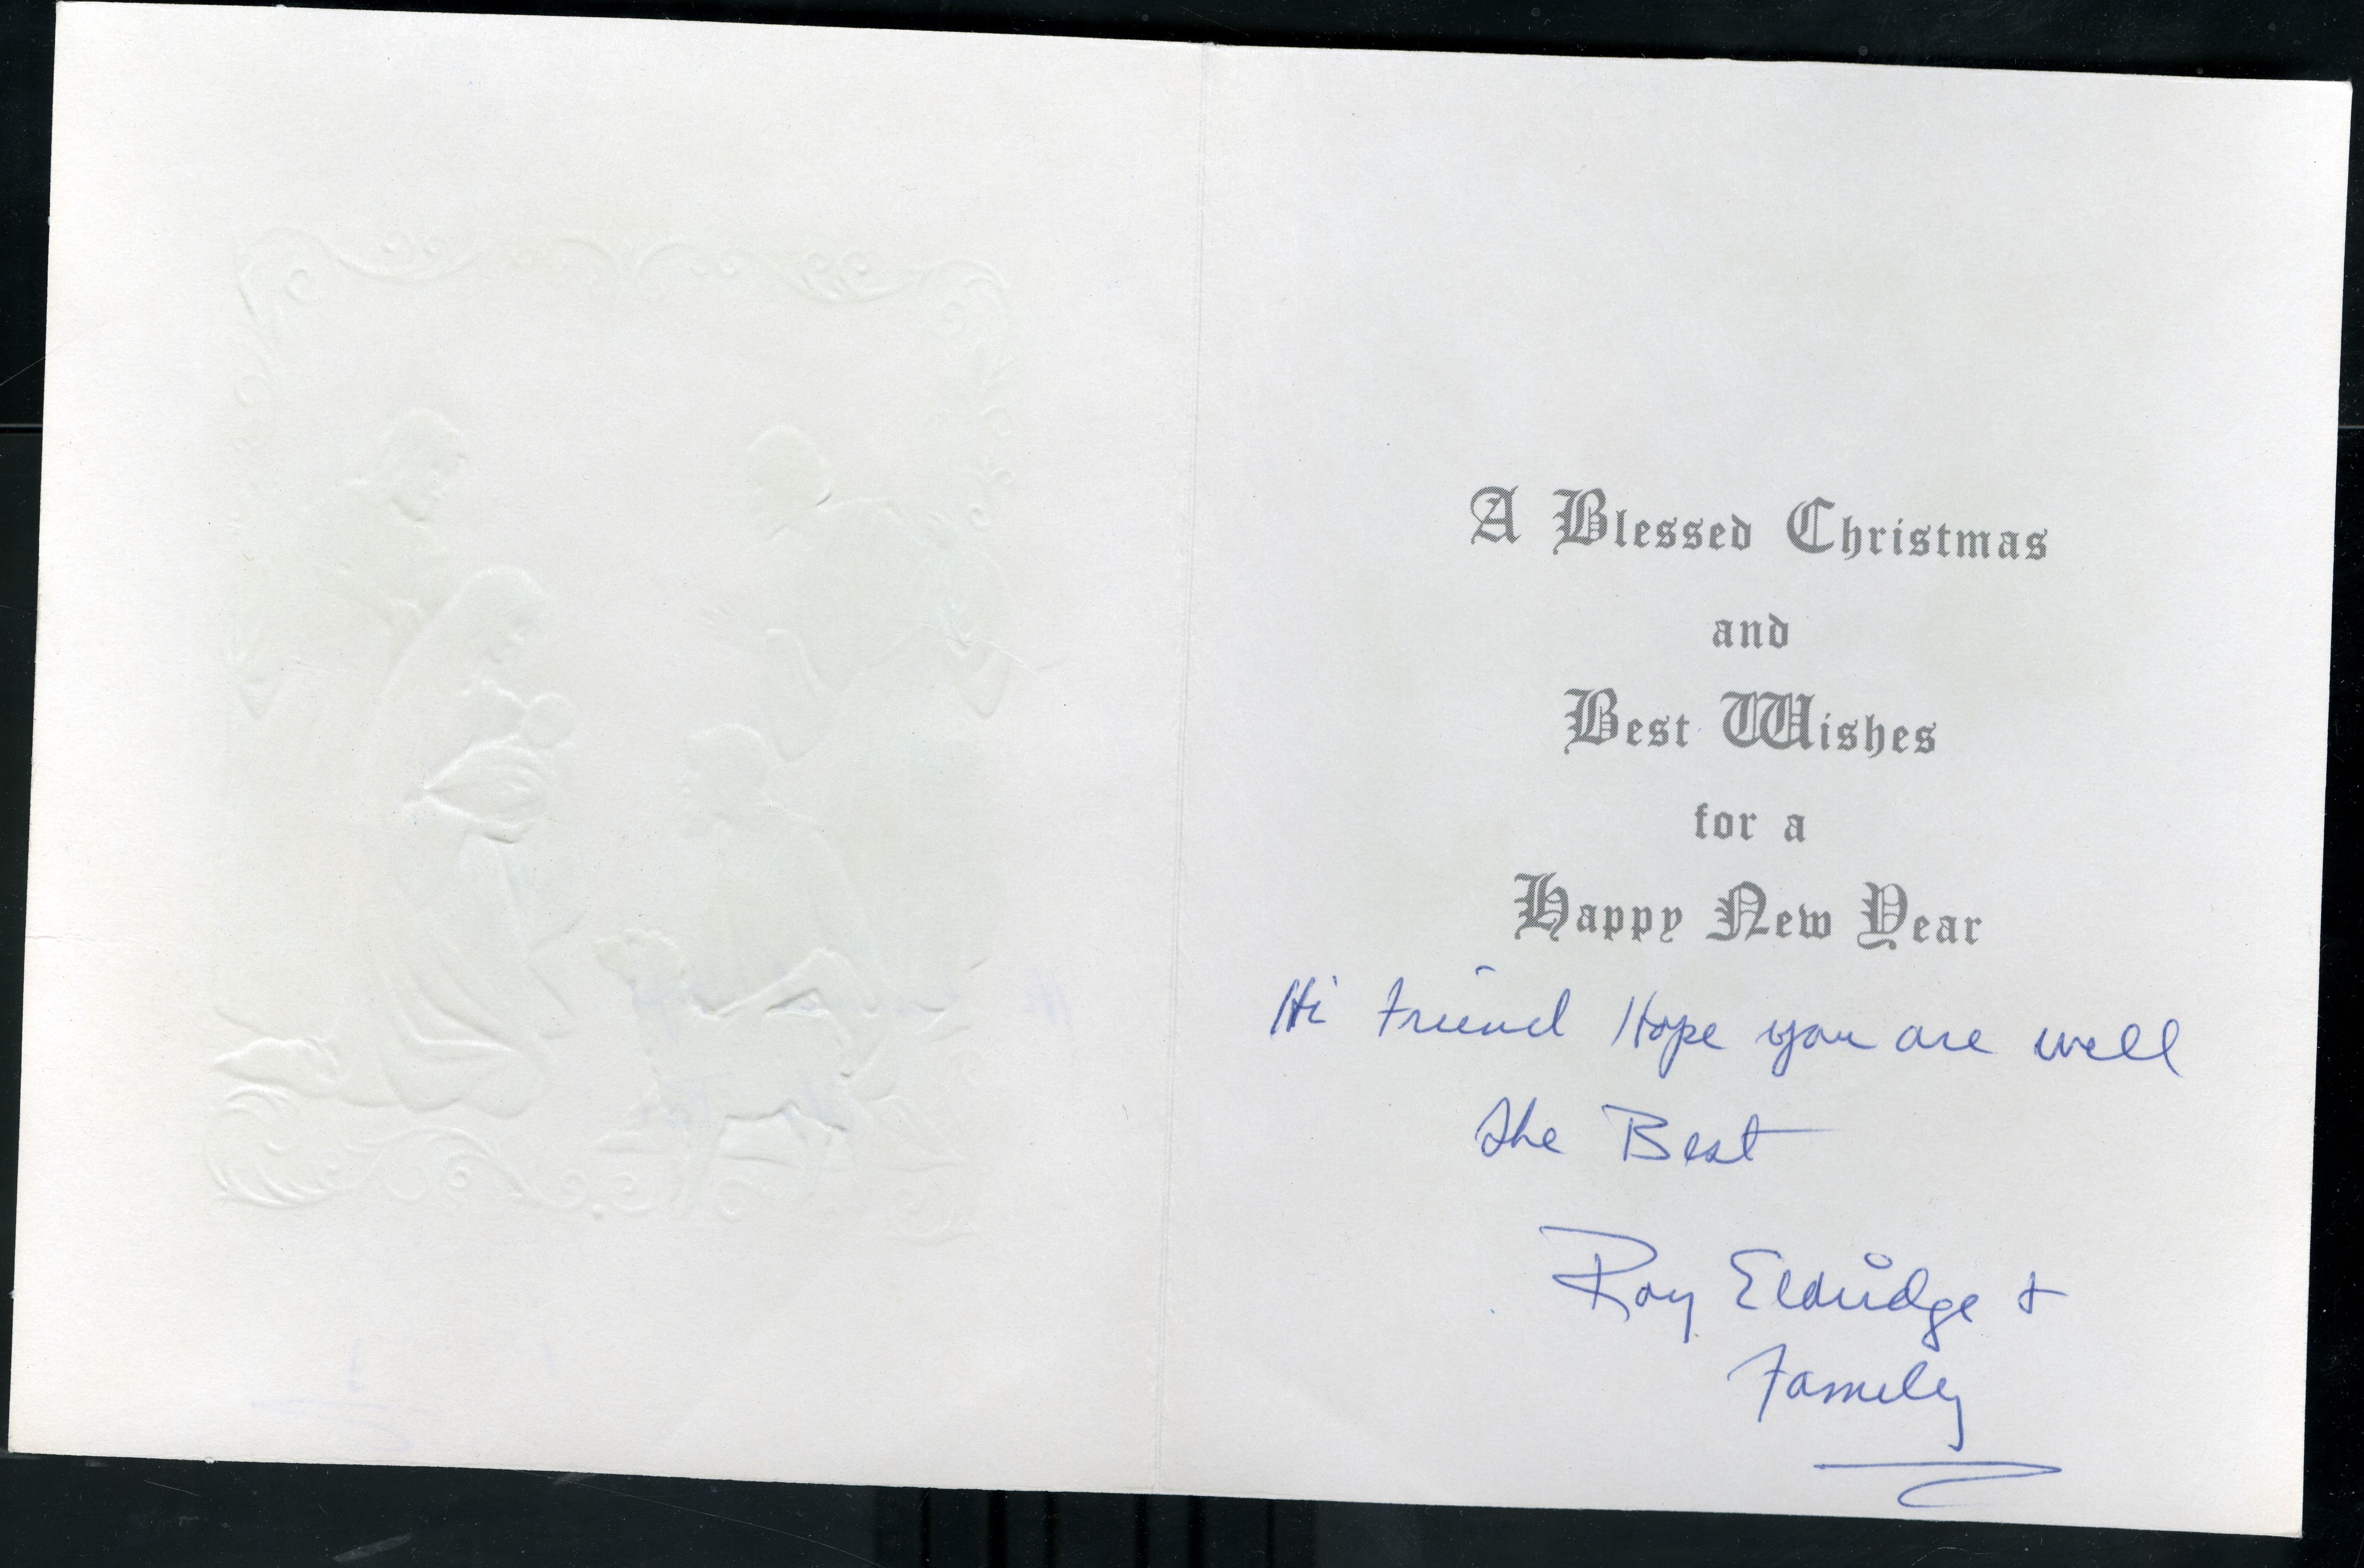 A Blessed Christmas
and
Best Wishes
for a
Happy New Year
Hi Friend Hope you are well
The Best
Roy Eldridge +
Family